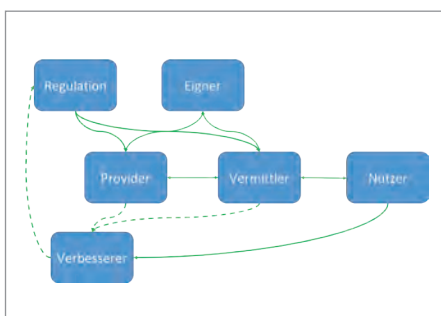 Regulation
Eigner
Provider
Vermittler
Nutzer
Verbesserer